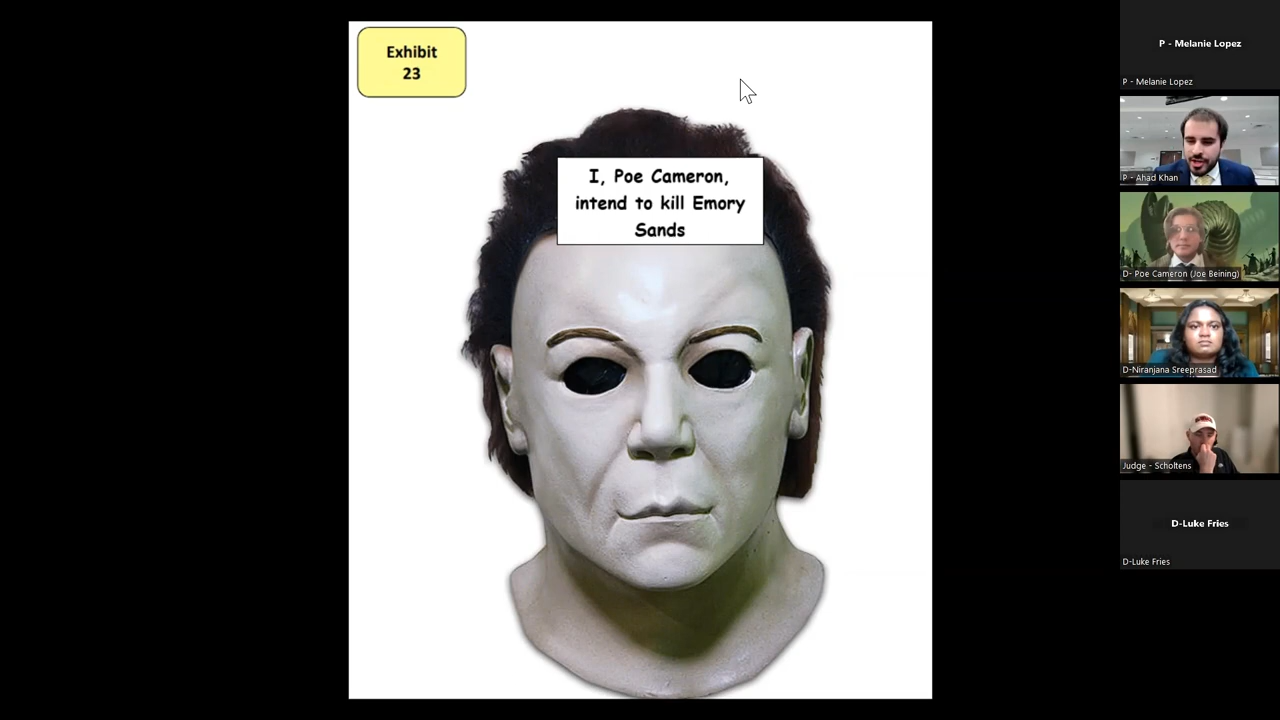 Exhibit
23
I, Poe Cameron,
intend to kill Emory
Sands
P - Melanie Lopez
P - Melanie Lopez
P - Ahad Khan
D- Poe Cameron (Joe Beining)
D-Niranjana Sreeprasad
Judge - Scholtens
D-Luke Fries
D-Luke Fries